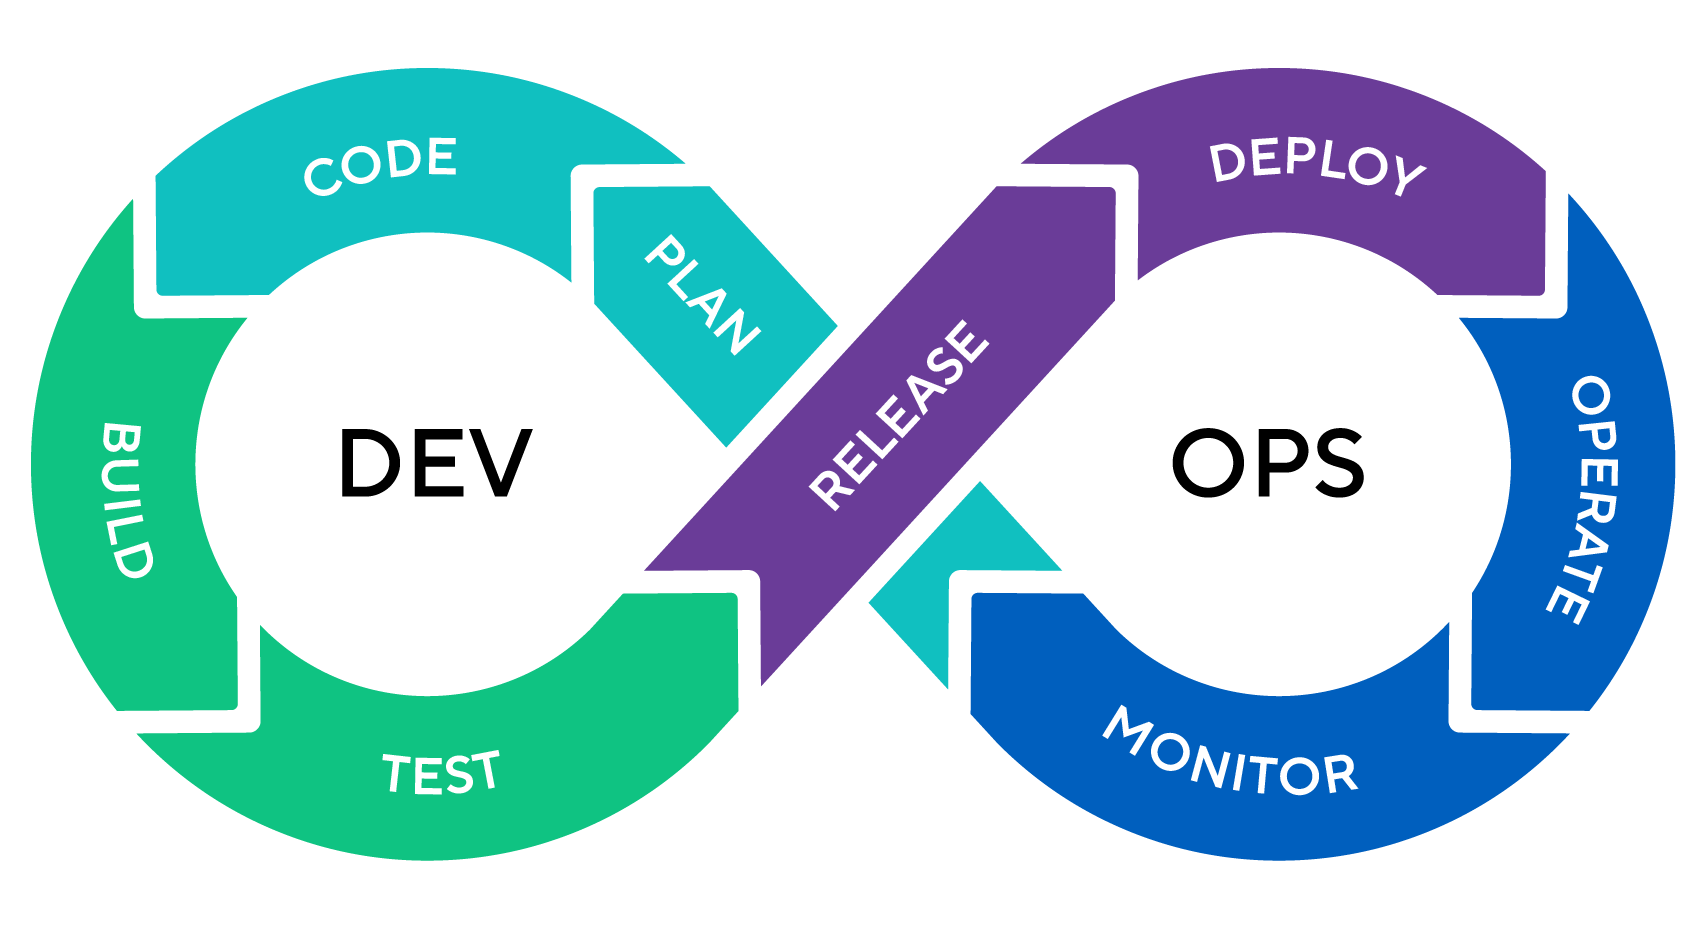 CODE
PLAN
BUILD
TEST
DEV
RELEASE
DEPLOY
OPERATE
MONITOR
OPS